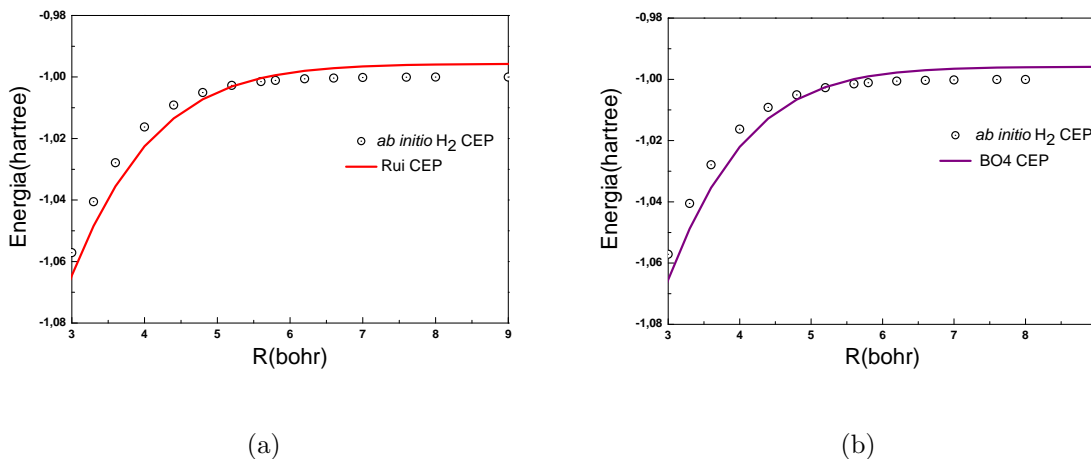 -0,98
-1,00
-1,02
-1,04
-1,06
-1,08
Energia(hartree)
ab initio H2 CEP
Rui CEP
3 4 5 6 7 8 9
R(bohr)
(a)
-0,98
-1,00
-1,02
-1,04
-1,06
-1,08
Energia(hartree)
ab initio H2 CEP
BO4 CEP
3 4 5 6 7 8
R(bohr)
(b)